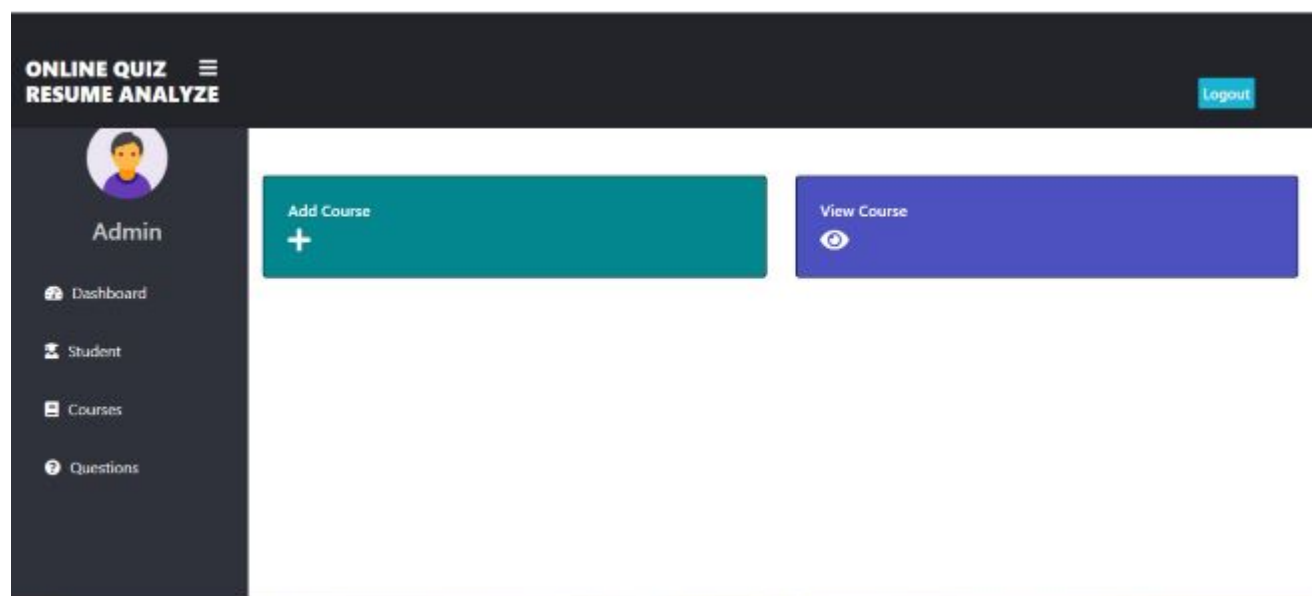 ONLINE QUIZ
RESUME ANALYZE
Logout
Admin
Dashboard
Student
Courses
Questions
Add Course
View Course